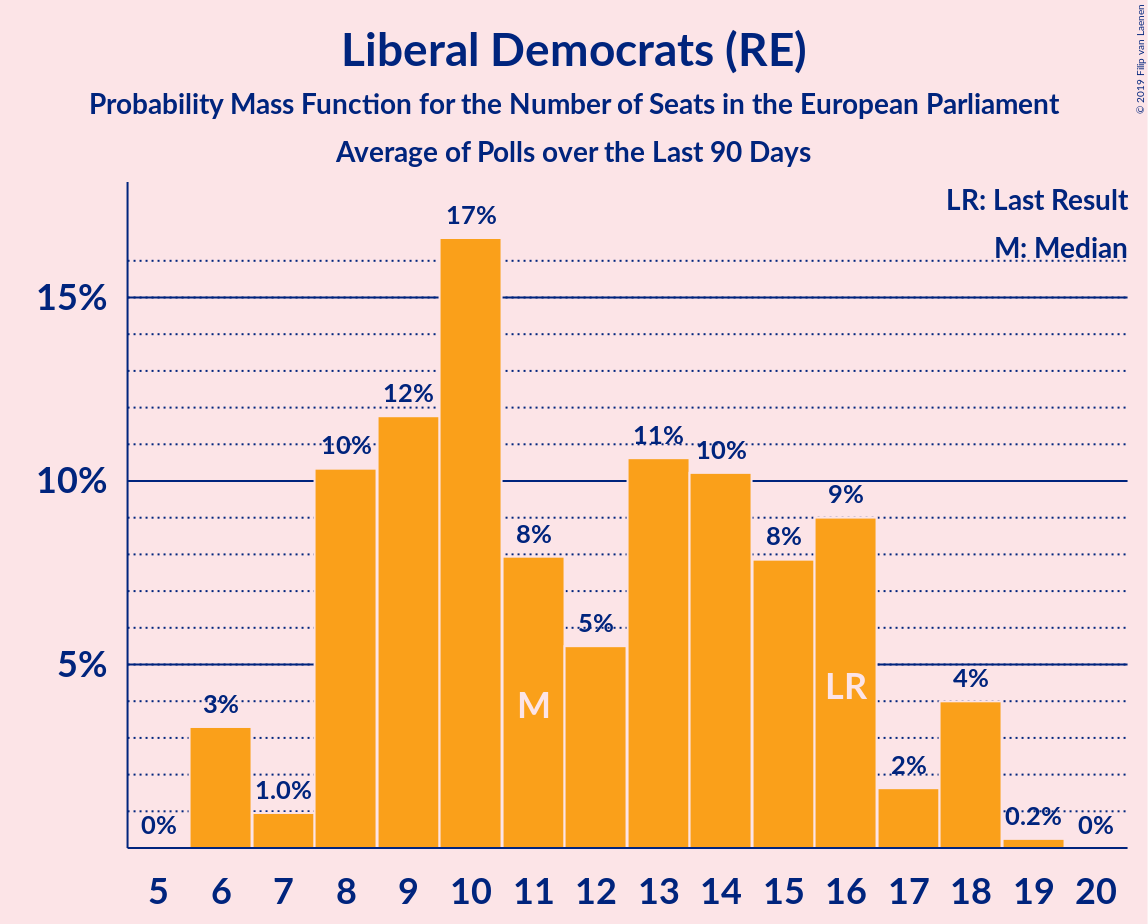 Liberal Democrats (RE)
Probability Mass Function for the Number of Seats in the European Parliament
Average of Polls over the Last 90 Days
© 2019 Filip van Laenen
LR: Last Result
M: Median
15%
10%
5%
0%
3%
1.0%
10%
12%
17%
8%
5%
11%
10%
8%
9%
2%
4%
0.2%
0%
M
LR
5 6 7 8 9 10 11 12 13 14 15 16 17 18 19 20